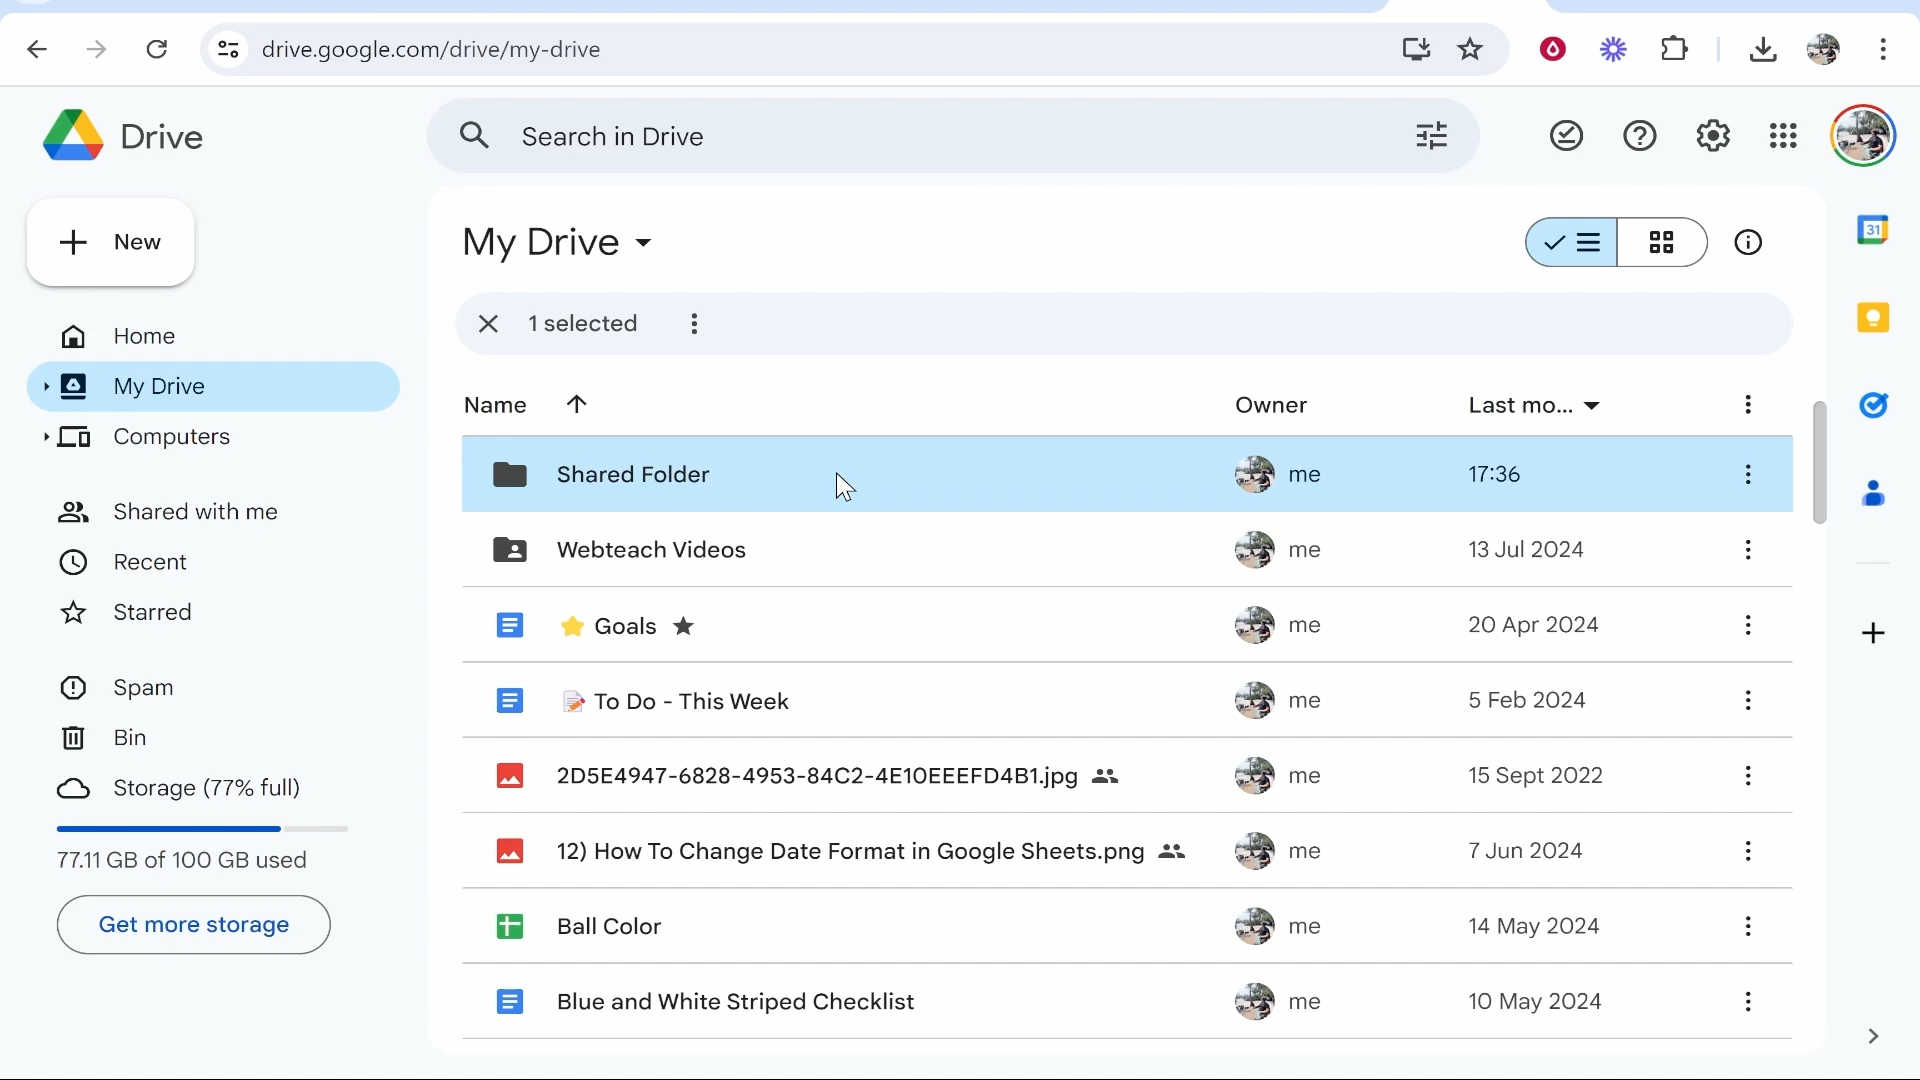 drive.google.com/drive/my-drive
Drive
Search in Drive
New
My Drive
31
1 selected
Home
My Drive
Computers
Shared with me
Recent
Starred
Spam
Bin
Storage (77% full)
77.11 GB of 100 GB used
Get more storage
Name Owner Last mo...
Shared Folder me 17:36
Webteach Videos me 13 Jul 2024
Goals me 20 Apr 2024
To Do - This Week me 5 Feb 2024
2D5E4947-6828-4953-84C2-4E10EEEFD4B1.jpg me 15 Sept 2022
12) How To Change Date Format in Google Sheets.png me 7 Jun 2024
Ball Color me 14 May 2024
Blue and White Striped Checklist me 10 May 2024